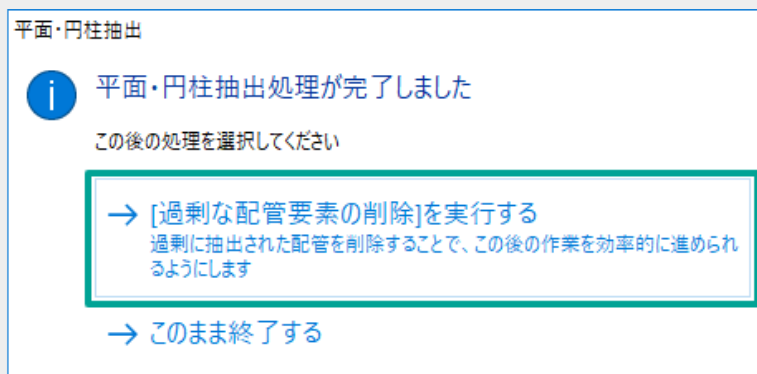 平面・円柱抽出
i
平面・円柱抽出処理が完了しました
この後の処理を選択してください
→ [過剰な配管要素の削除]を実行する
過剰に抽出された配管を削除することで、この後の作業を効率的に進められ
るようにします
→ このまま終了する